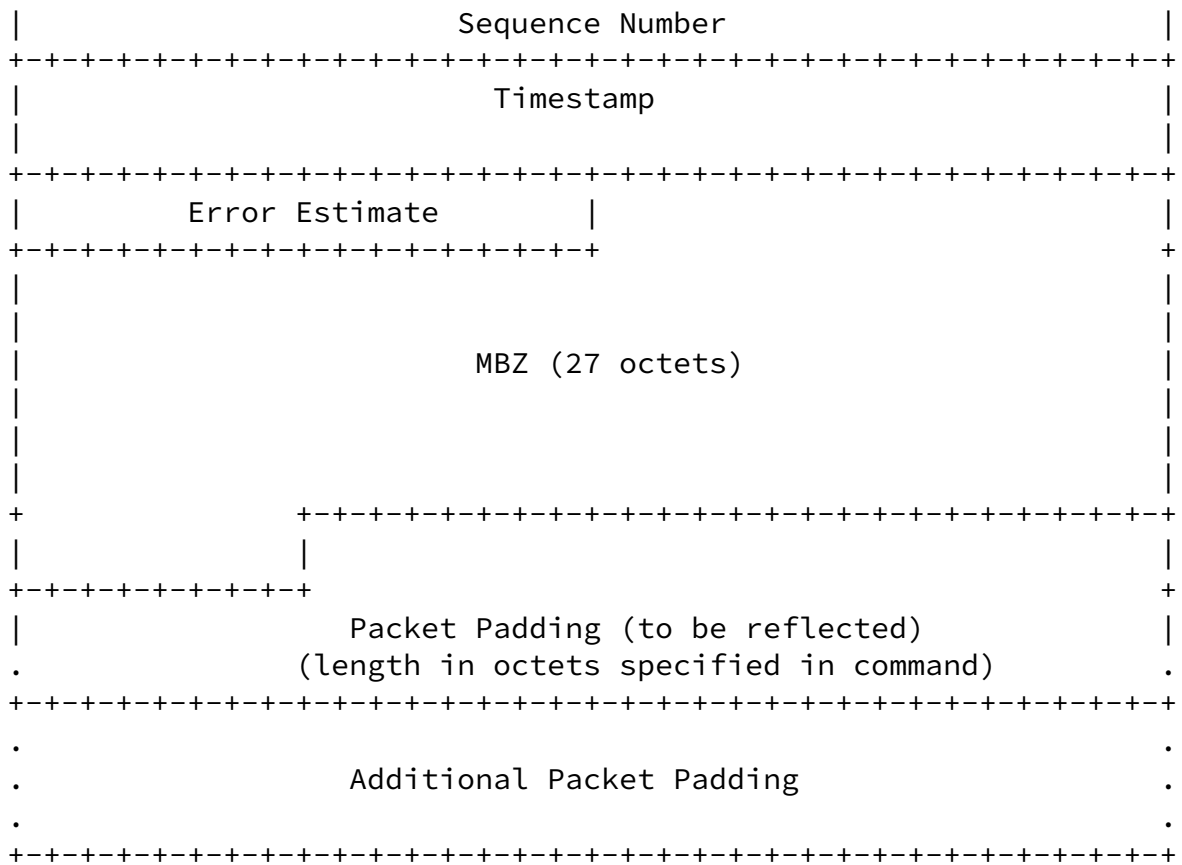 |                        Sequence Number                        |
+-+-+-+-+-+-+-+-+-+-+-+-+-+-+-+-+-+-+-+-+-+-+-+-+-+-+-+-+-+-+-+-+
|                          Timestamp                            |
|                                                               |
+-+-+-+-+-+-+-+-+-+-+-+-+-+-+-+-+-+-+-+-+-+-+-+-+-+-+-+-+-+-+-+-+
|         Error Estimate        |                               |
+-+-+-+-+-+-+-+-+-+-+-+-+-+-+-+-+                               +
|                                                               |
|                                                               |
|                         MBZ (27 octets)                       |
|                                                               |
|                                                               |
|                                                               |
+               +-+-+-+-+-+-+-+-+-+-+-+-+-+-+-+-+-+-+-+-+-+-+-+-+
|               |                                               |
+-+-+-+-+-+-+-+-+                                               +
|                  Packet Padding (to be reflected)             |
.               (length in octets specified in command)         .
+-+-+-+-+-+-+-+-+-+-+-+-+-+-+-+-+-+-+-+-+-+-+-+-+-+-+-+-+-+-+-+-+
.                                                               .
.                  Additional Packet Padding                    .
.                                                               .
+-+-+-+-+-+-+-+-+-+-+-+-+-+-+-+-+-+-+-+-+-+-+-+-+-+-+-+-+-+-+-+-+